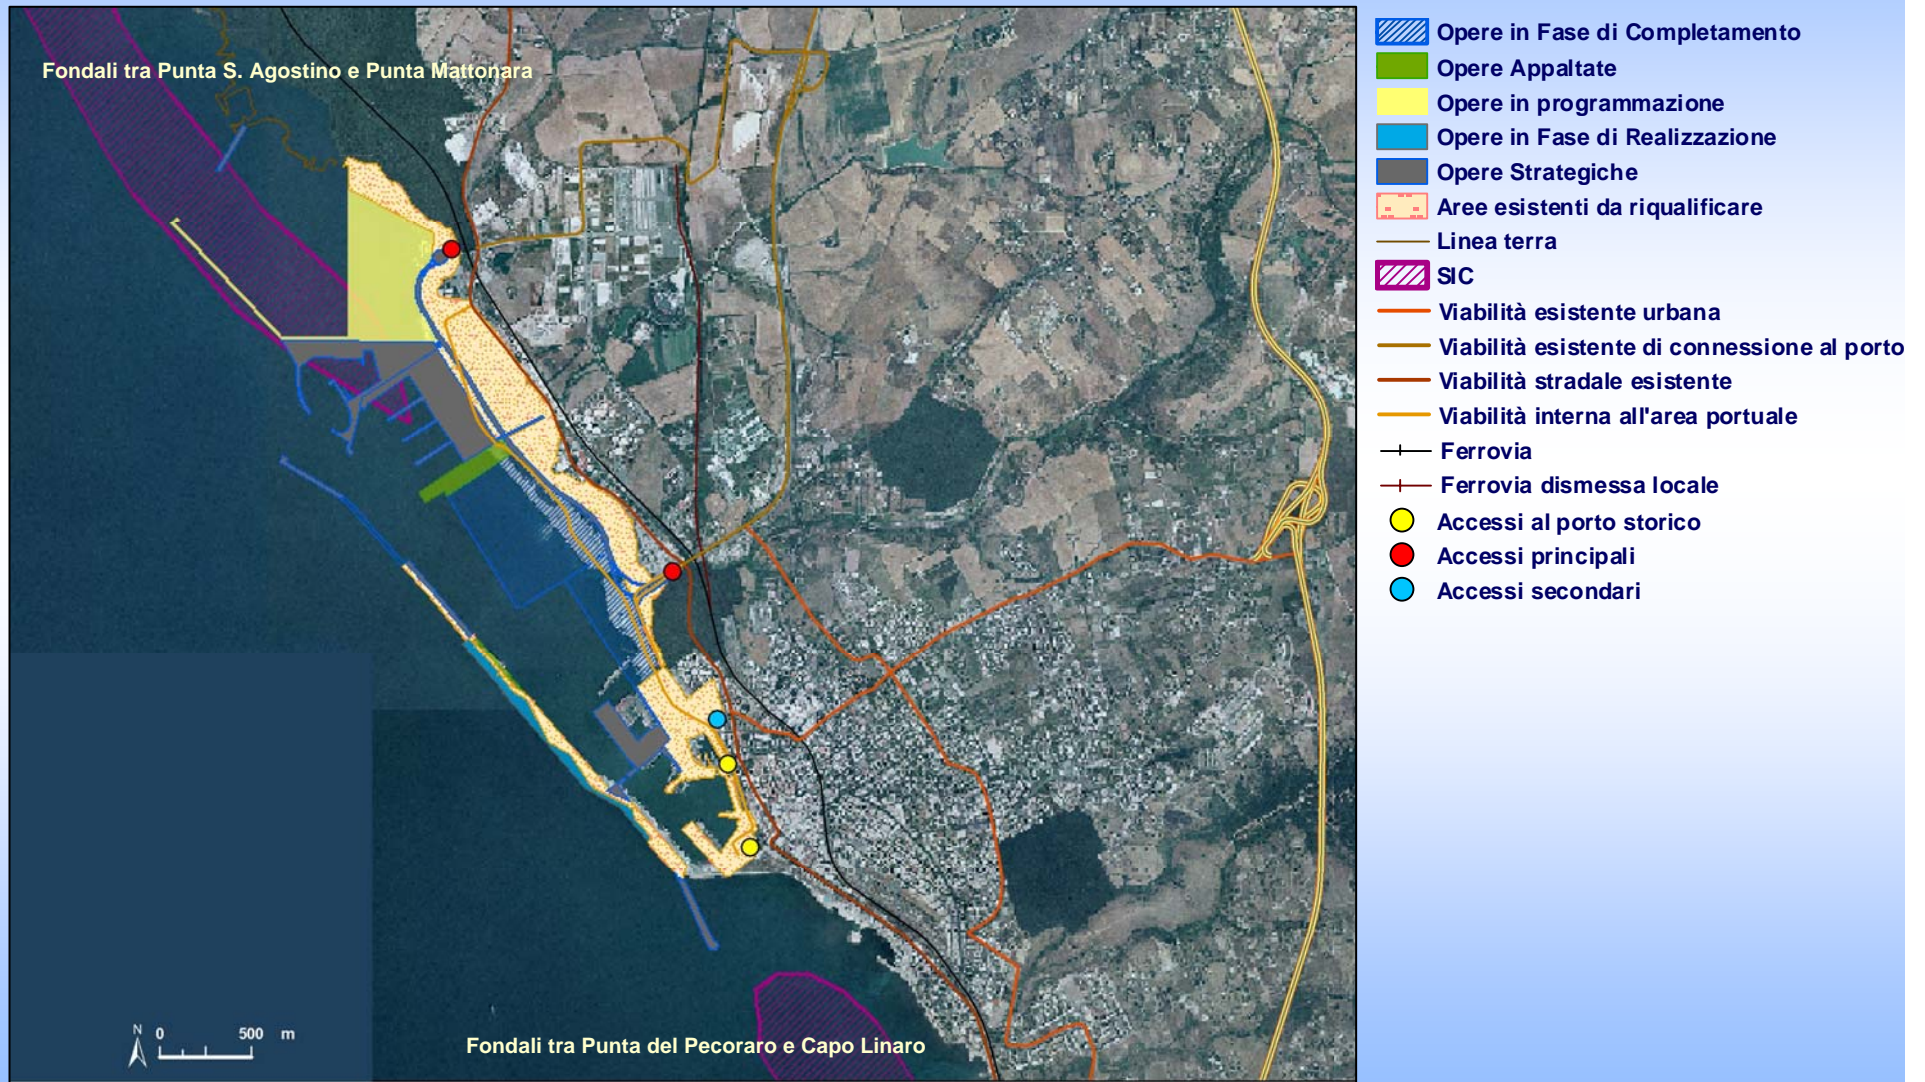 Fondali tra Punta S. Agostino e Punta Mattonara
N 0 500 m
Fondali tra Punta del Pecoraro e Capo Linaro
Opere in Fase di Completamento
Opere Appaltate
Opere in programmazione
Opere in Fase di Realizzazione
Opere Strategiche
Aree esistenti da riqualificare
Linea terra
SIC
Viabilità esistente urbana
Viabilità esistente di connessione al porto
Viabilità stradale esistente
Viabilità interna all'area portuale
Ferrovia
Ferrovia dismessa locale
Accessi al porto storico
Accessi principali
Accessi secondari